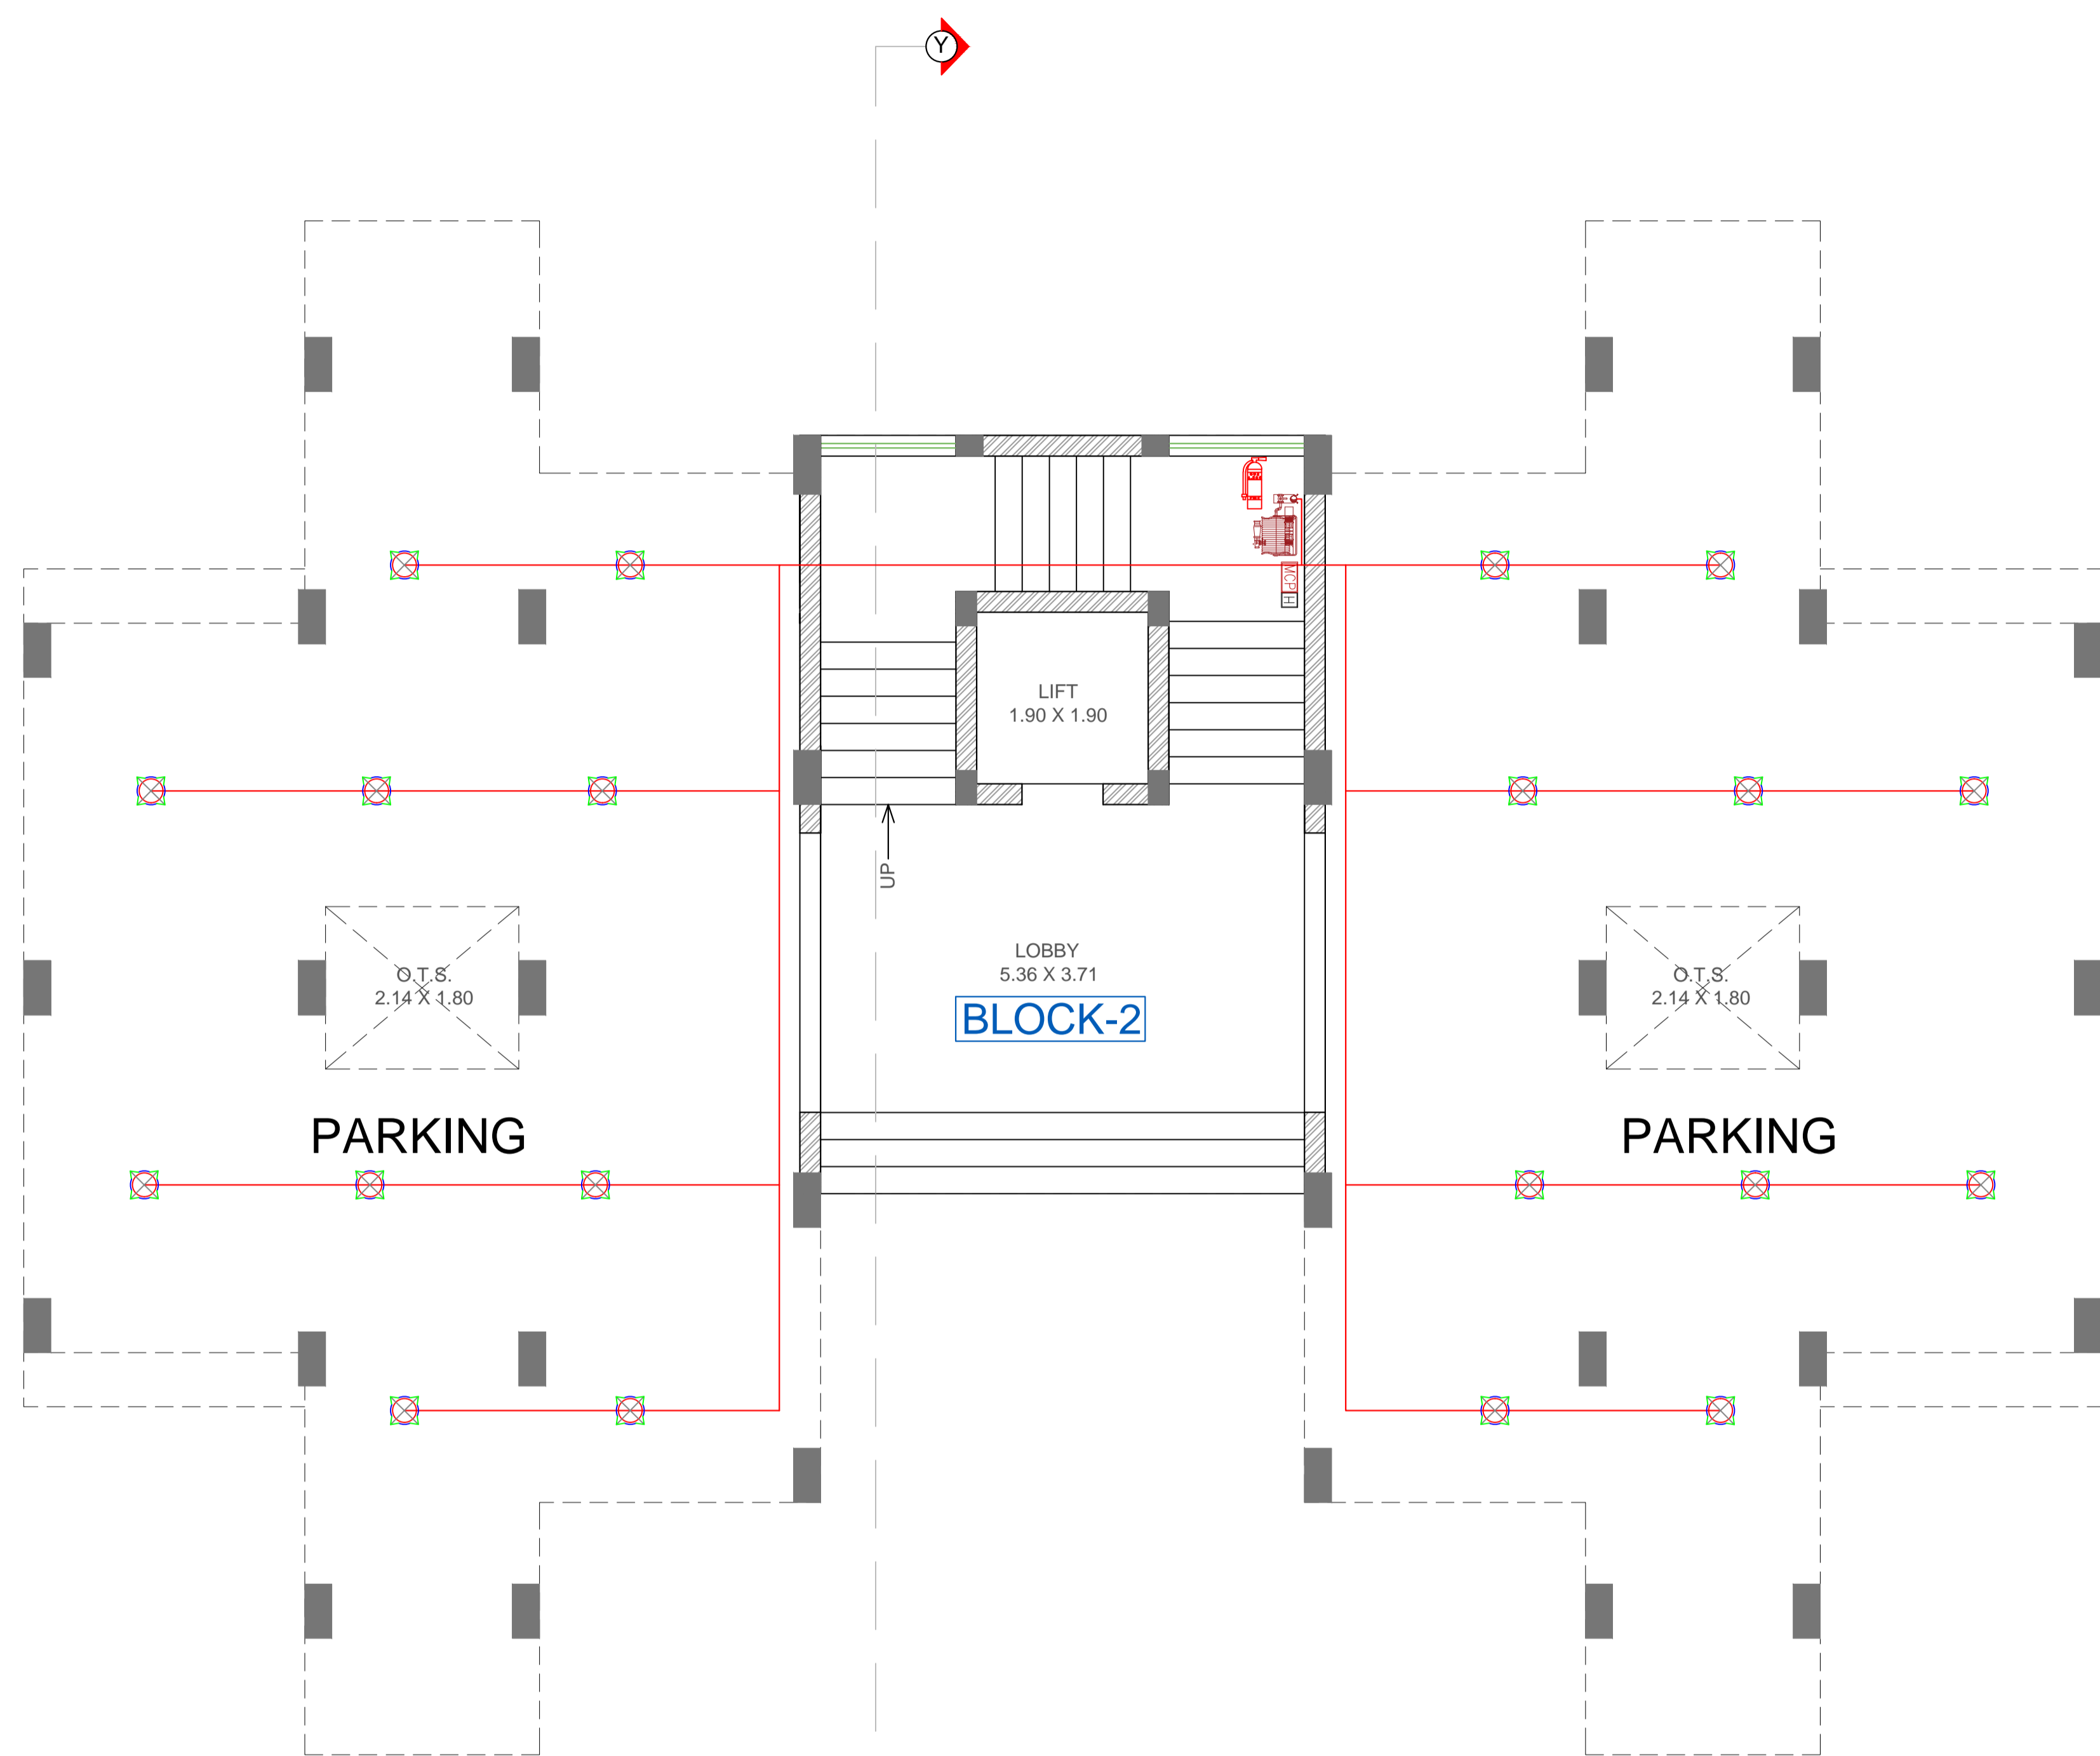 Y
MCP
H
LIFT
1.90 X 1.90
UP
LOBBY
5.36 X 3.71
BLOCK-2
O.T.S.
2.14 X 1.80
O.T.S.
2.14 X 1.80
PARKING
PARKING